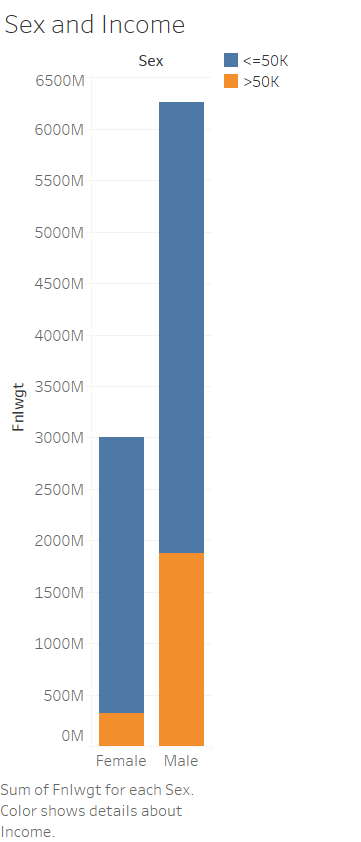 Sex and Income
Sex
<=50K
>50K
6500M
6000M
5500M
5000M
4500M
4000M
3500M
3000M
2500M
2000M
1500M
1000M
500M
0M
Fnlwgt
Female Male
Sum of Fnlwgt for each Sex.
Color shows details about
Income.